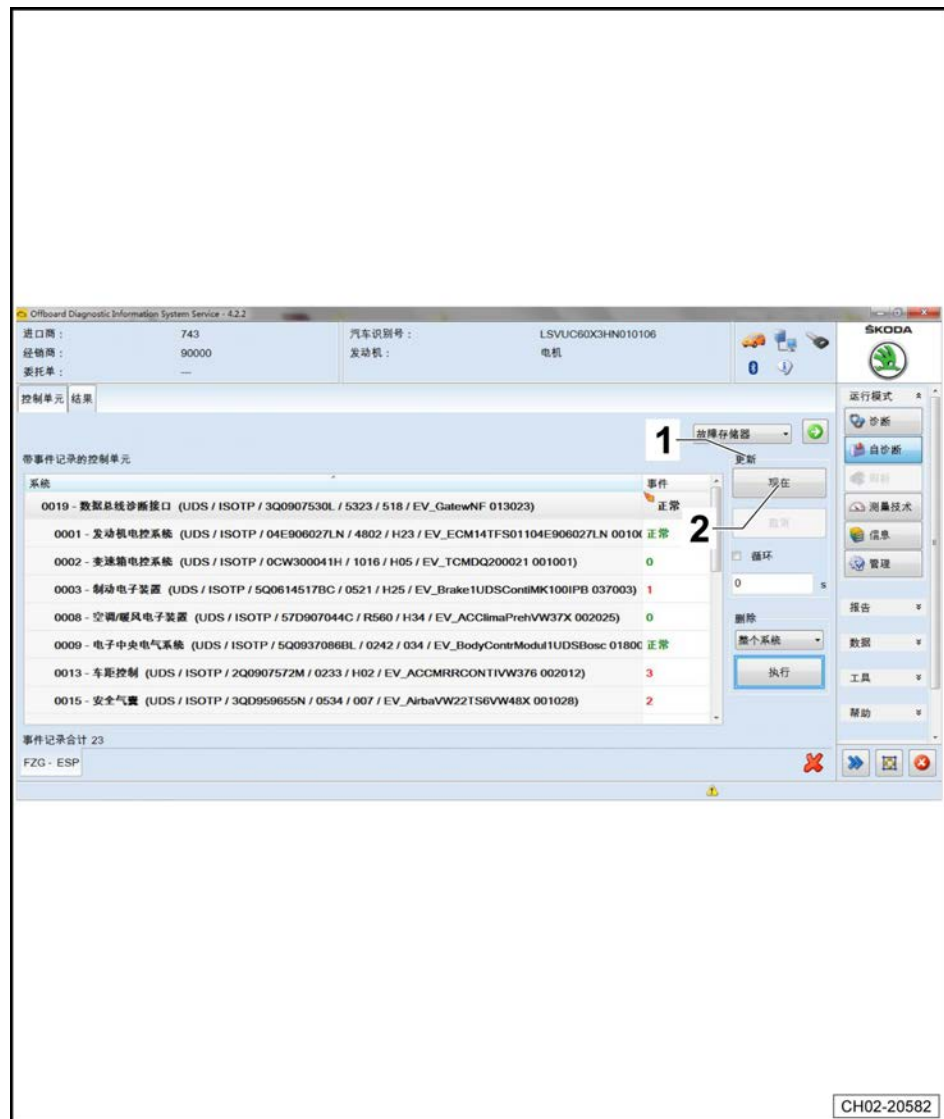 Offboard Diagnostic Information System Service - 4.2.2
进口商： 743 汽车识别号： LSVUC60X3HN010106
经销商： 90000 发动机： 电机
委托单： ---
ŠKODA
控制单元 结果
运行模式
诊断
自诊断
测量技术
信息
管理
报告
数据
工具
帮助
1
故障存储器
带事件记录的控制单元
更新
系统 事件
现在
2
取消
循环
0 s
删除
整个系统
执行
0019 - 数据总线诊断接口 (UDS / ISOTP / 3Q0907530L / 5323 / 518 / EV_GatewNF 013023) 正常
0001 - 发动机电控系统 (UDS / ISOTP / 04E906027LN / 4802 / H23 / EV_ECM14TFS01104E906027LN 00100 正常
0002 - 变速箱电控系统 (UDS / ISOTP / 0CW300041H / 1016 / H05 / EV_TCMDQ200021 001001) 0
0003 - 制动电子装置 (UDS / ISOTP / 5Q0614517BC / 0521 / H25 / EV_Brake1UDSContiMK100IPB 037003) 1
0008 - 空调/暖风电子装置 (UDS / ISOTP / 57D907044C / R560 / H34 / EV_ACClimaPrehVW37X 002025) 0
0009 - 电子中央电气系统 (UDS / ISOTP / 5Q0937086BL / 0242 / 034 / EV_BodyContrModul1UDSBosc 01800 正常
0013 - 车距控制 (UDS / ISOTP / 2Q0907572M / 0233 / H02 / EV_ACCMRRCONTIVW376 002012) 3
0015 - 安全气囊 (UDS / ISOTP / 3QD959655N / 0534 / 007 / EV_AirbaVW22TS6VW48X 001028) 2
事件记录合计 23
FZG - ESP
CH02-20582